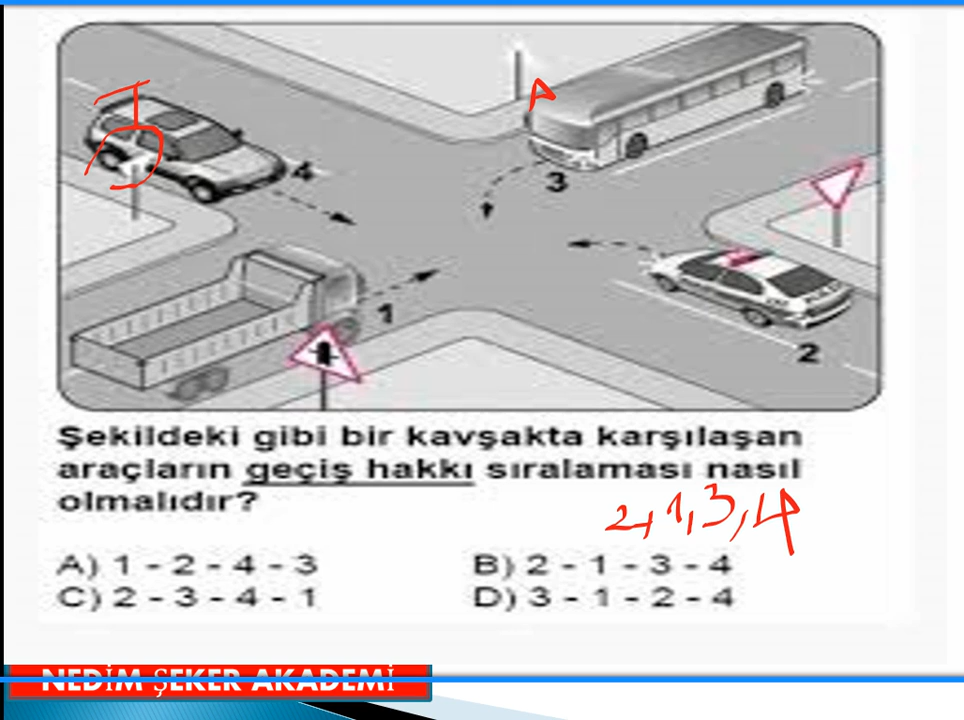 A
4
3
1
2
Şekildeki gibi bir kavşakta karşılaşan
araçların geçiş hakkı sıralaması nasıl
olmalıdır?
2, 1, 3, 4
A) 1 - 2 - 4 - 3
B) 2 - 1 - 3 - 4
C) 2 - 3 - 4 - 1
D) 3 - 1 - 2 - 4
NEDİM ŞEKER AKADEMİ